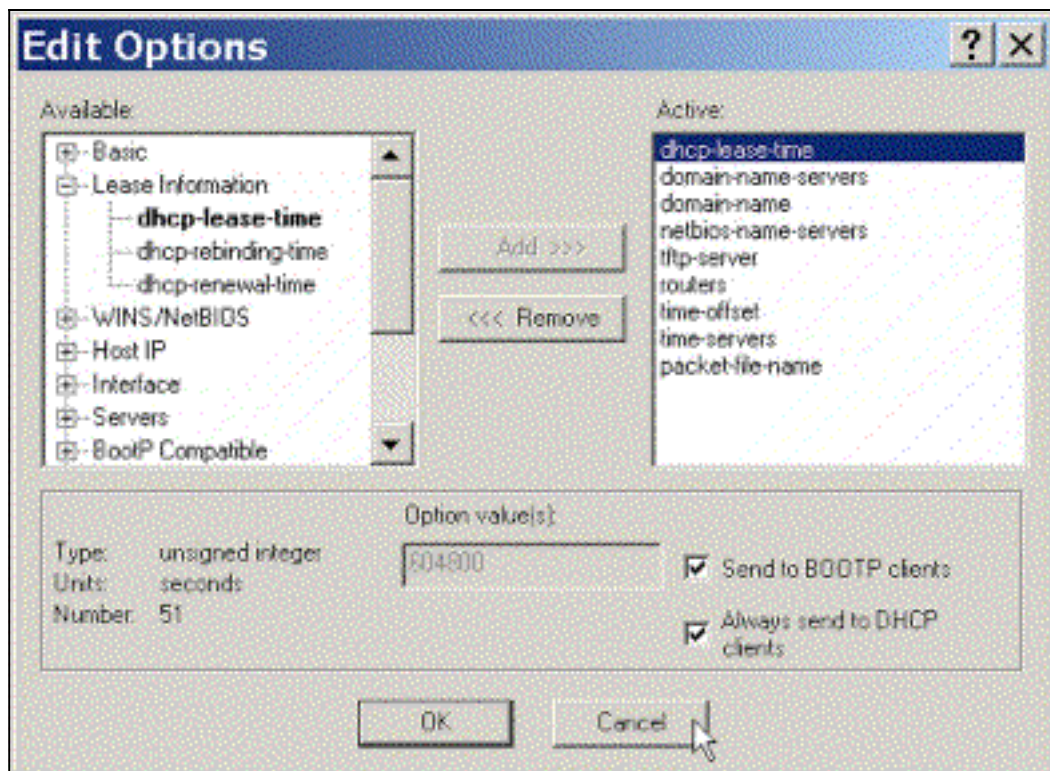 Edit Options
Available:
Active:
Basic
Lease Information
dhcp-lease-time
dhcp-rebinding-time
dhcp-renewal-time
WINS/NetBIOS
Host IP
Interface
Servers
BootP Compatible
Add >>>
<<< Remove
dhcp-lease-time
domain-name-servers
domain-name
netbios-name-servers
tftp-server
routers
time-offset
time-servers
packet-file-name
Type: unsigned integer
Units: seconds
Number: 51
Option value(s):
604800
Send to BOOTP clients
Always send to DHCP
clients
OK
Cancel